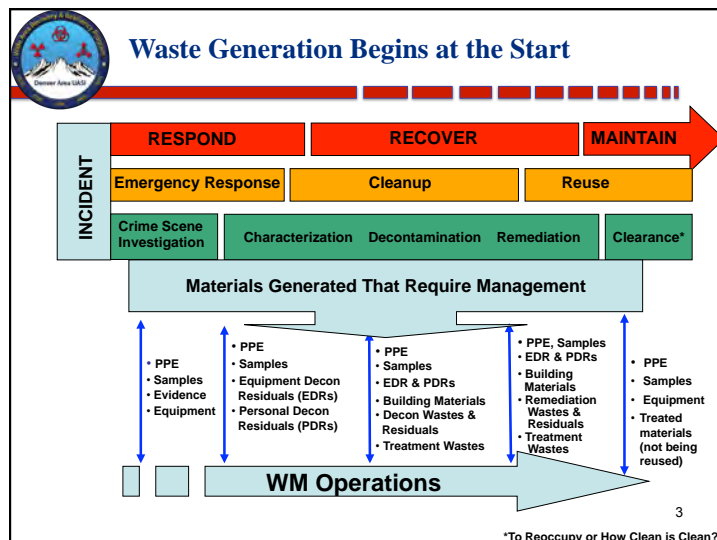 Denver Area UASI
Waste Generation Begins at the Start
INCIDENT
RESPOND
RECOVER
MAINTAIN
Emergency Response
Cleanup
Reuse
Crime Scene
Investigation
Characterization Decontamination Remediation
Clearance*
Materials Generated That Require Management
• PPE
• Samples
• Evidence
• Equipment
• PPE
• Samples
• Equipment Decon
Residuals (EDRs)
• Personal Decon
Residuals (PDRs)
• PPE
• Samples
• EDR & PDRs
• Building Materials
• Decon Wastes &
Residuals
• Treatment Wastes
• PPE, Samples
• EDR & PDRs
• Building
Materials
• Remediation
Wastes &
Residuals
• Treatment
Wastes
• PPE
• Samples
• Equipment
• Treated
materials
(not being
reused)
WM Operations
3
*To Reoccupy or How Clean is Clean?